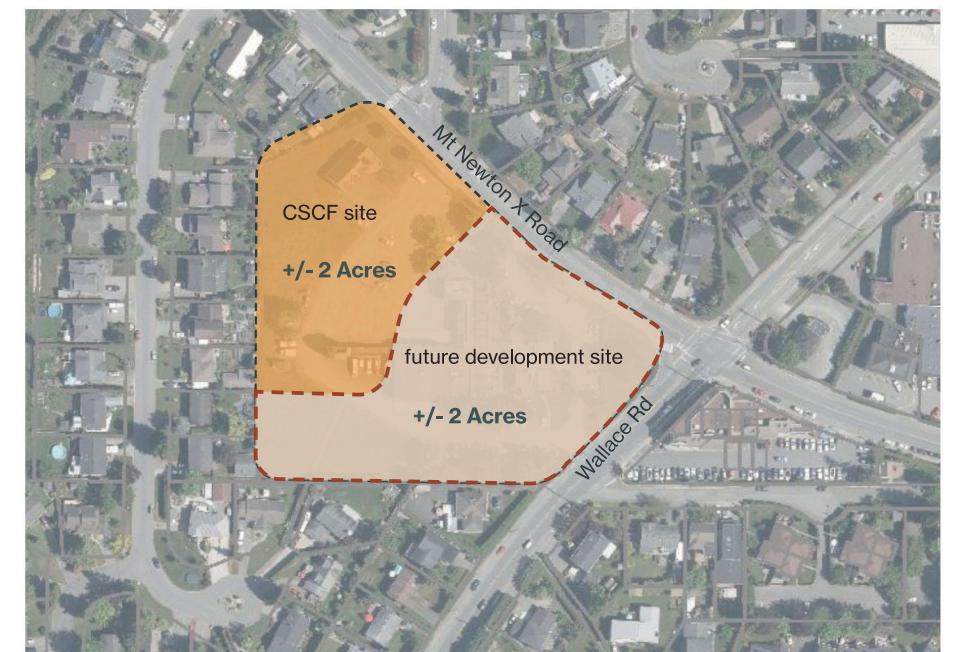 Mt Newton X Road
CSCF site
+/- 2 Acres
future development site
+/- 2 Acres
Wallace Rd